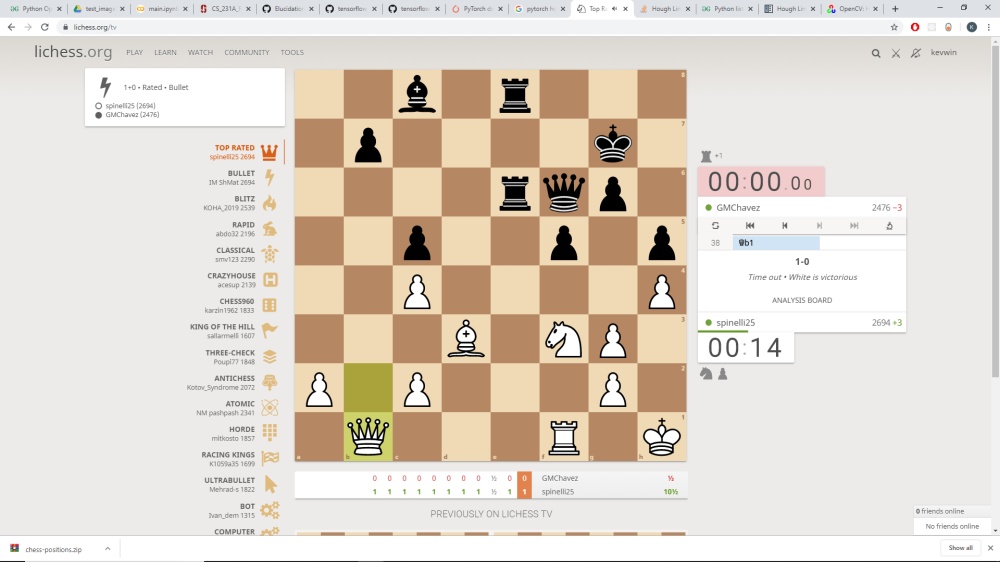 Python Cy
test_imag
main.ipyn
CS_231A_
Elucidation
tensorflow
tensorflow
PyTorch d
pytorch h
Top R
Hough Lin
Python lis
Hough Lin
OpenCV:
lichess.org/tv
lichess.org PLAY LEARN WATCH COMMUNITY TOOLS kevwin
1+0 • Rated • Bullet
spinelli25 (2694)
GMChavez (2476)
TOP RATED
spinelli25 2694
BULLET
IM ShMat 2694
BLITZ
KOHA_2019 2539
RAPID
abdo32 2196
CLASSICAL
smv123 2290
CRAZYHOUSE
acesup 2139
CHESS960
karzin1962 1833
KING OF THE HILL
sallarmelli 1607
THREE-CHECK
Poupi77 1848
ANTICHESS
Kotov_Syndrome 2072
ATOMIC
NM pashpash 2341
HORDE
mitkosto 1857
RACING KINGS
K1059a35 1699
ULTRABULLET
Mehrad-s 1822
BOT
Ivan_dem 1315
COMPUTER
8
7
6
5
4
3
2
1
a b c d e f g h
+1
00:00.00
GMChavez 2476 −3
38 ♛b1
1-0
Time out • White is victorious
ANALYSIS BOARD
spinelli25 2694 +3
00:14
0 0 0 0 0 0 0 0 ½ 0 0 GMChavez ½
1 1 1 1 1 1 1 1 ½ 1 1 spinelli25 10½
PREVIOUSLY ON LICHESS TV
0 friends online
No friends online
chess-positions.zip
Show all